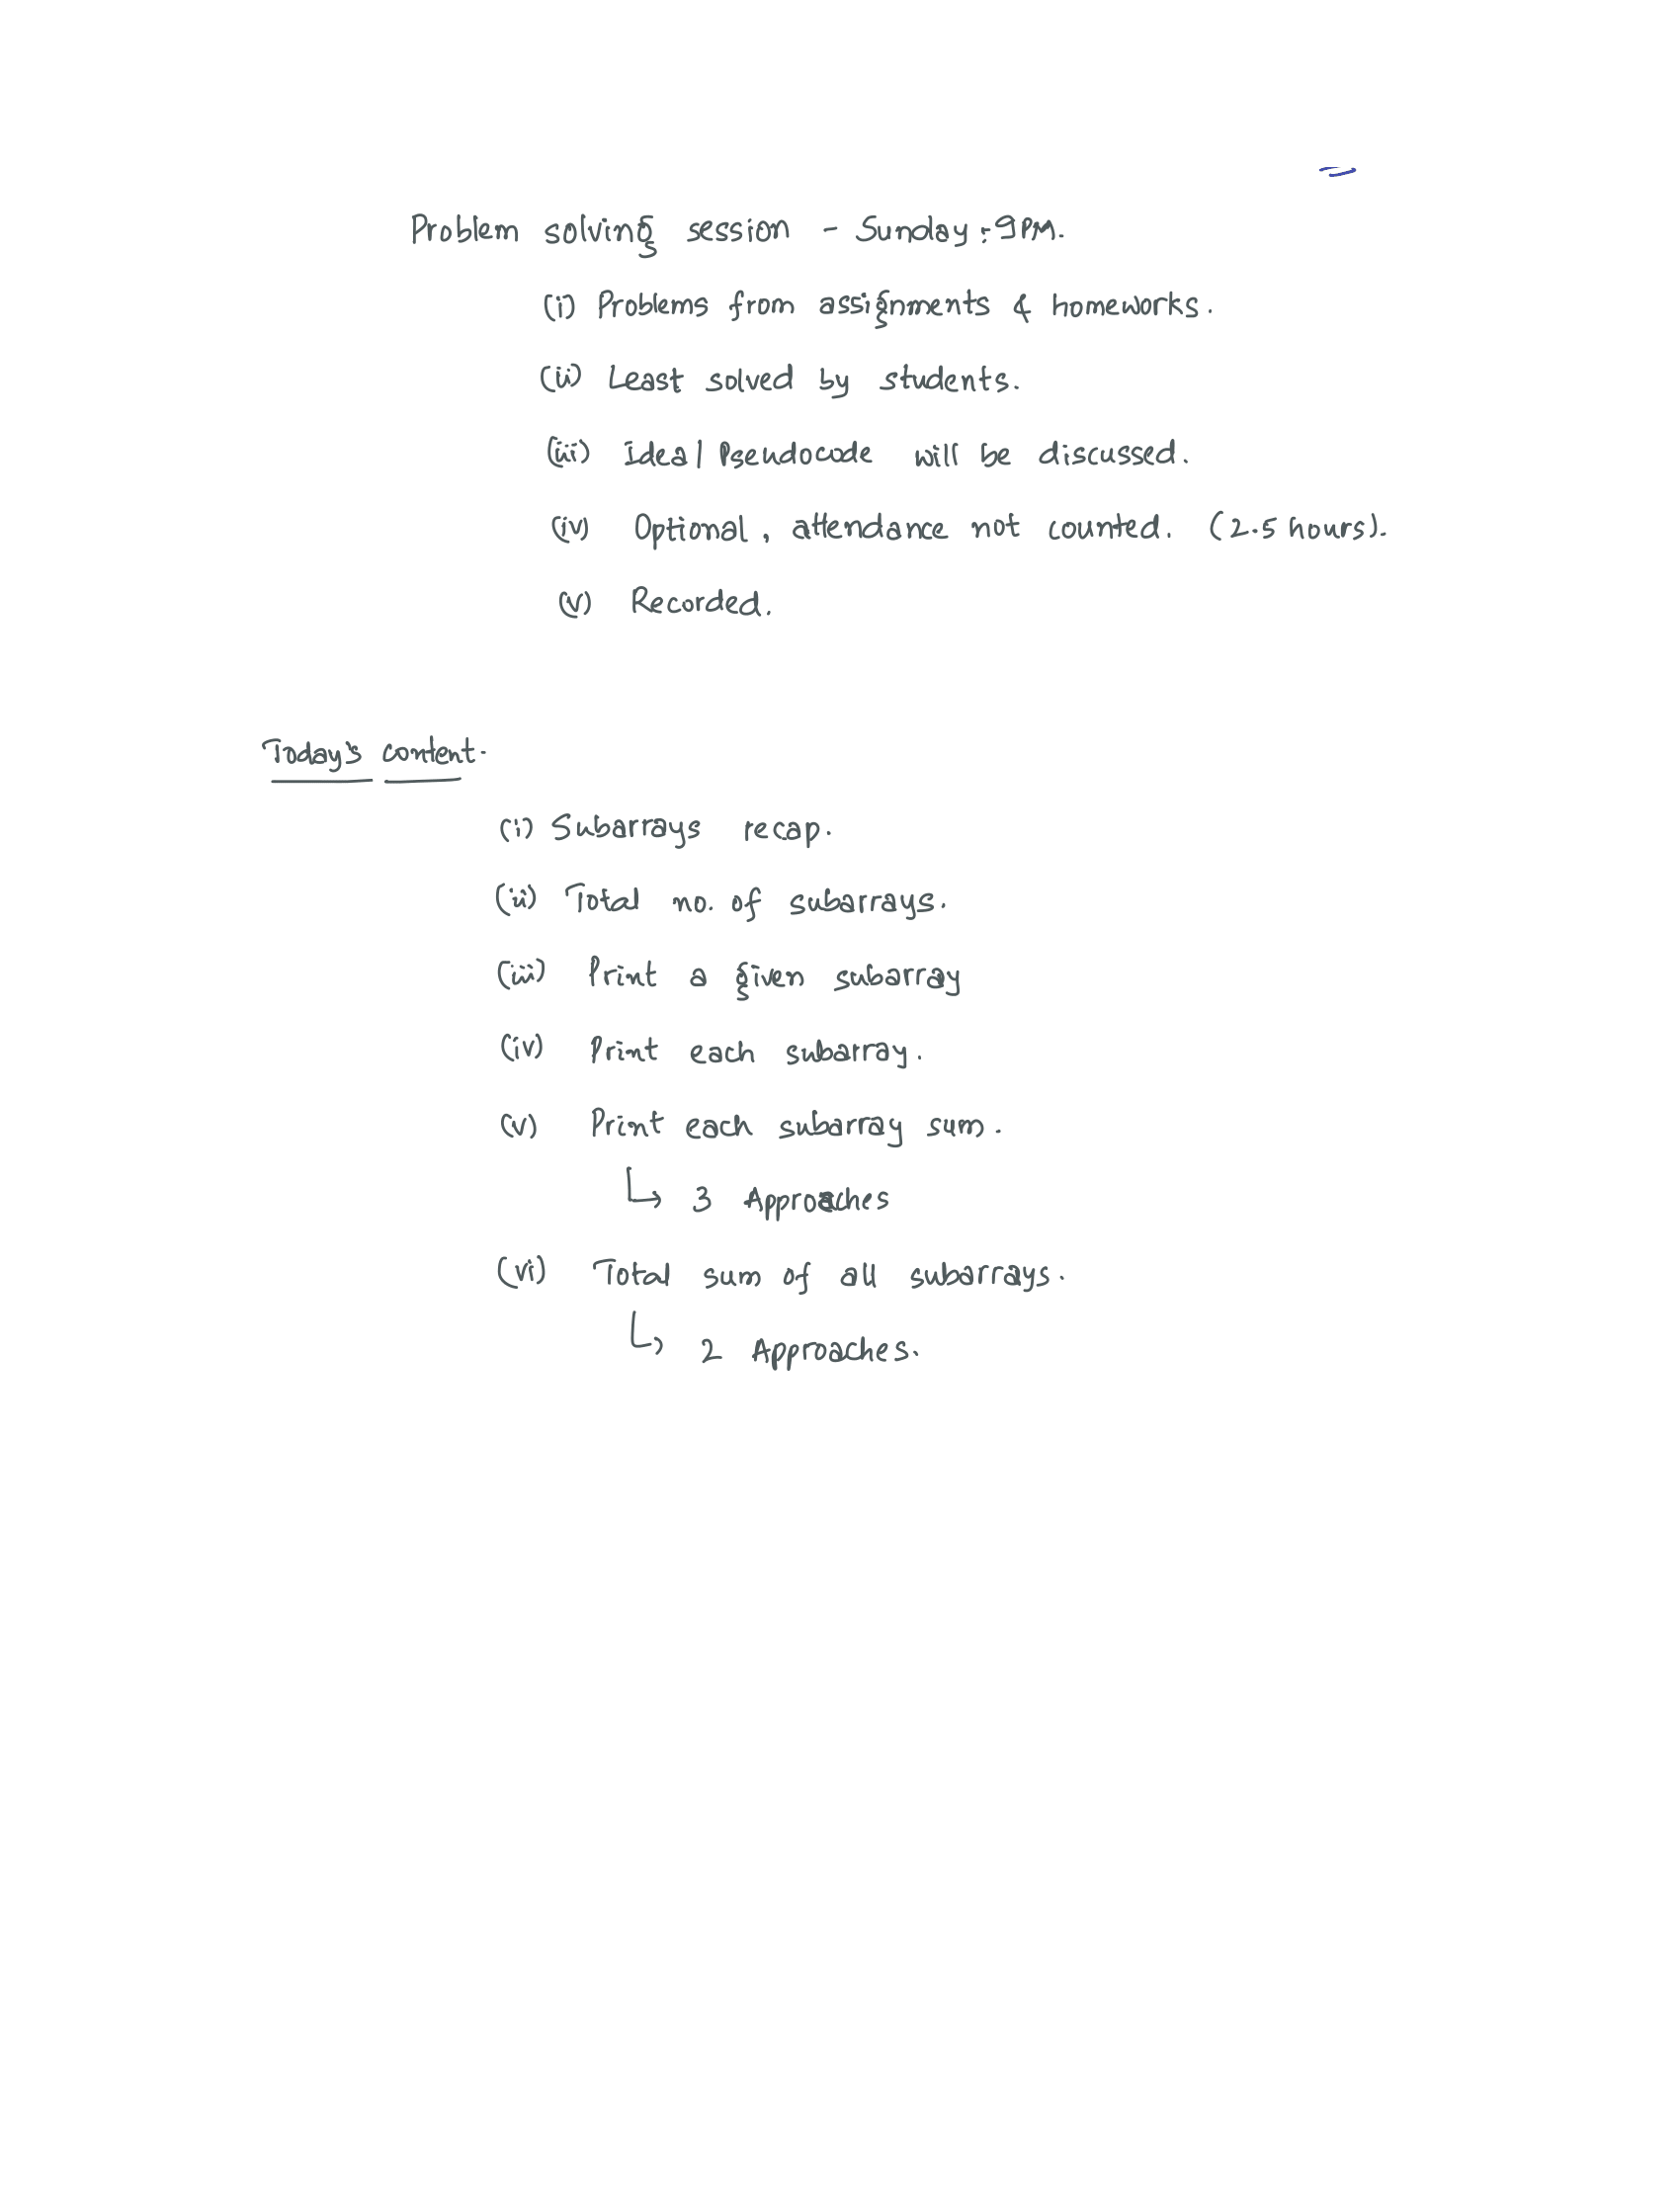 Problem solving session - Sunday : 9PM.
(i) Problems from assignments & homeworks.
(ii) Least solved by students.
(iii) Idea / Pseudocode will be discussed.
(iv) Optional, attendance not counted. (2.5 hours).
(v) Recorded.
Today's content.
(i) Subarrays recap.
(ii) Total no. of subarrays.
(iii) Print a given subarray
(iv) Print each subarray.
(v) Print each subarray sum.
↳ 3 Approaches
(vi) Total sum of all subarrays.
↳ 2 Approaches.